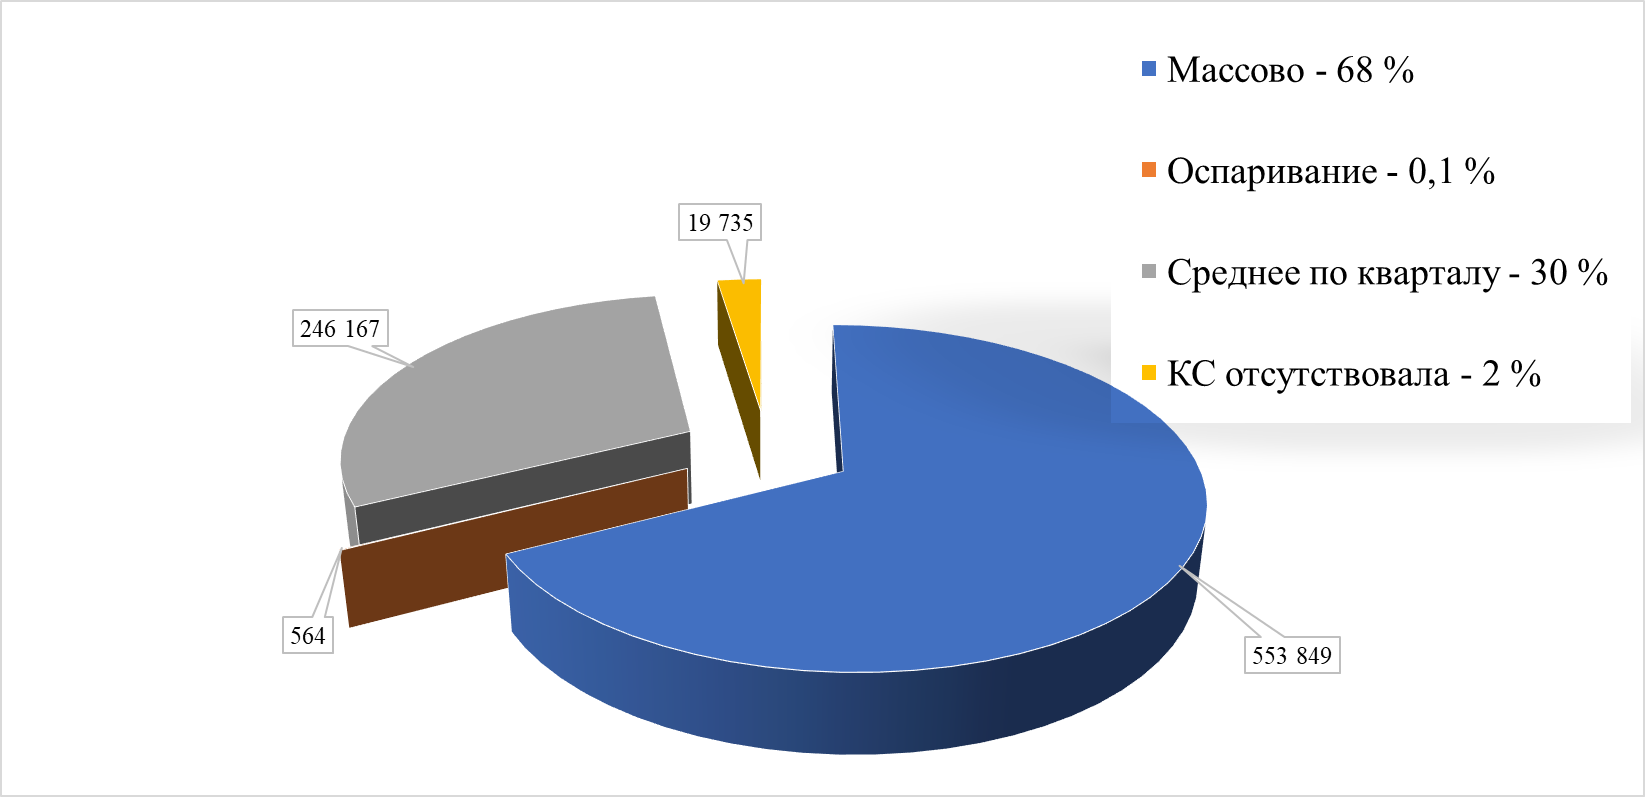 Массово - 68 %
Оспаривание - 0,1 %
Среднее по кварталу - 30 %
КС отсутствовала - 2 %
19 735
246 167
564
553 849